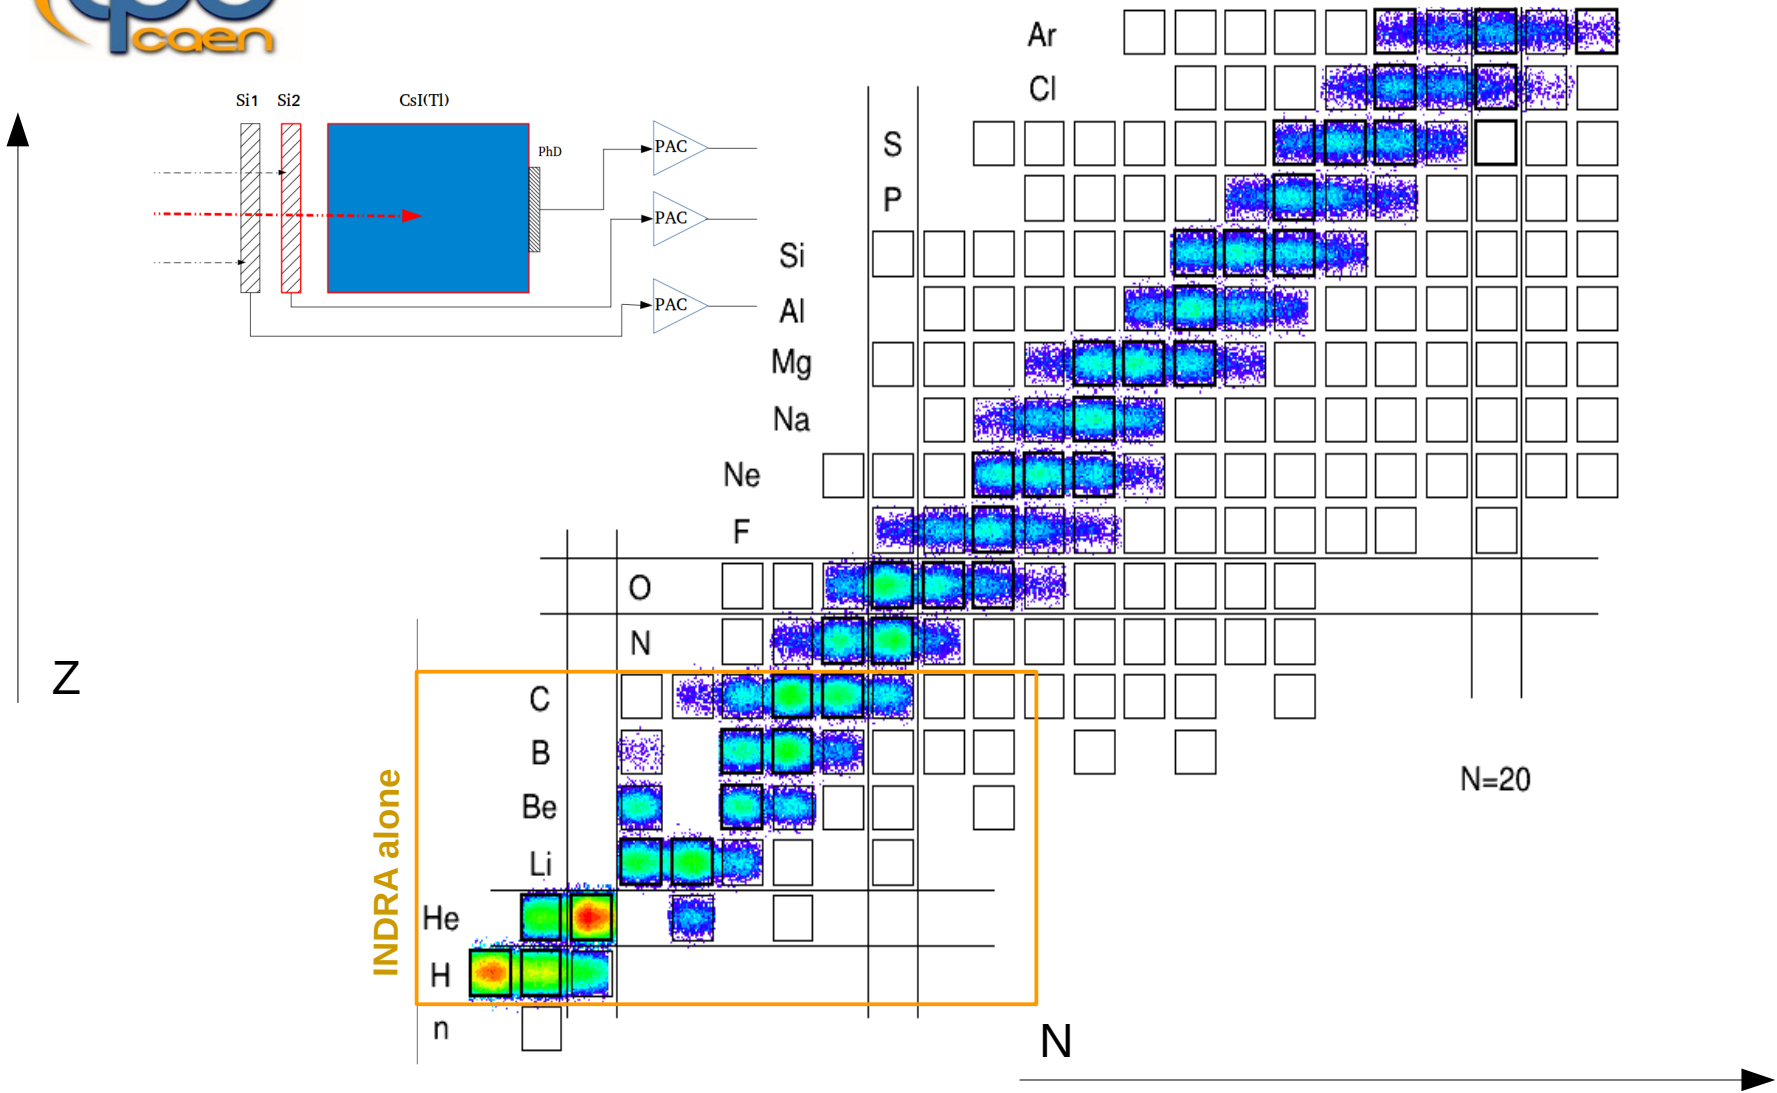 caen
Si1 Si2 CsI(Tl)
PhD
PAC
PAC
PAC
Z
Ar
Cl
S
P
Si
Al
Mg
Na
Ne
F
O
N
C
B
Be
Li
He
H
n
INDRA alone
N=20
N